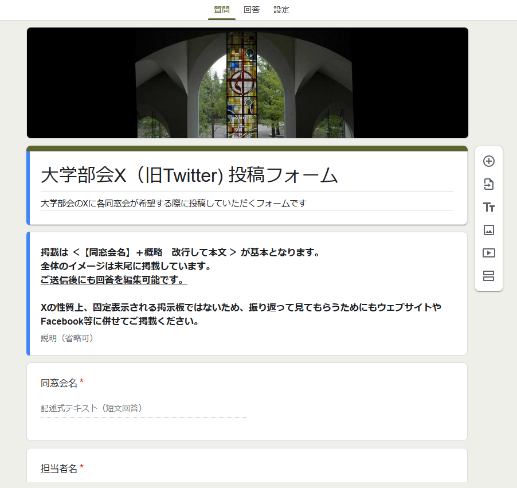 質問 回答 設定
大学部会X（旧Twitter) 投稿フォーム
大学部会のXに各同窓会が希望する際に投稿していただくフォームです
掲載は ＜【同窓会名】＋概略　改行して本文 ＞ が基本となります。
全体のイメージは末尾に掲載しています。
ご送信後にも回答を編集可能です。
Xの性質上、固定表示される掲示板ではないため、振り返って見てもらうためにもウェブサイトや
Facebook等に併せてご掲載ください。
説明（省略可）
同窓会名 *
記述式テキスト（短文回答）
担当者名 *
Tт